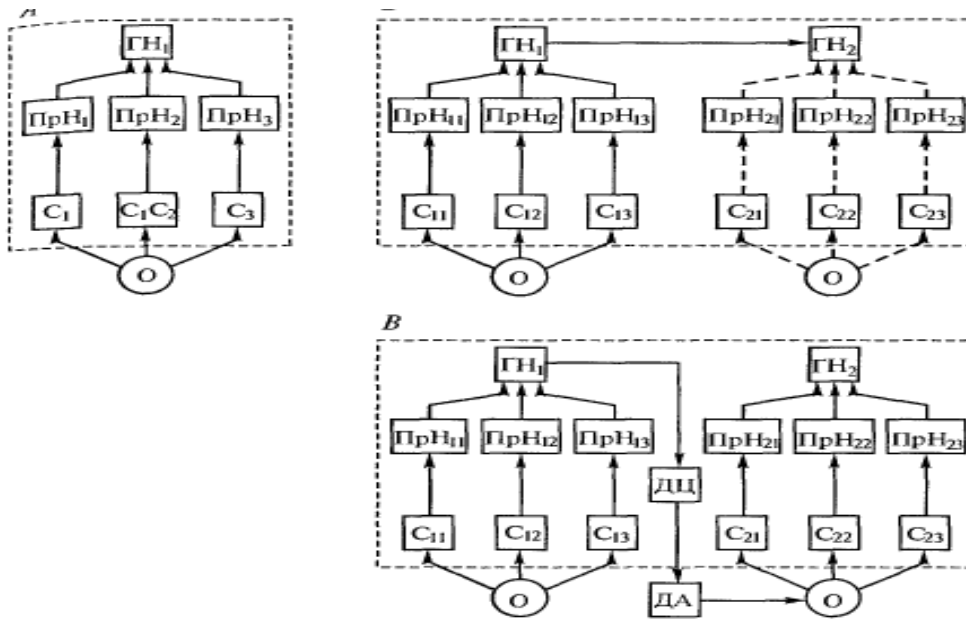 А
ГН₁
ПрН₁ ПрН₂ ПрН₃
С₁ С₁С₂ С₃
О
ГН₁ ГН₂
ПрН₁₁ ПрН₁₂ ПрН₁₃ ПрН₂₁ ПрН₂₂ ПрН₂₃
С₁₁ С₁₂ С₁₃ С₂₁ С₂₂ С₂₃
О О
В
ГН₁ ГН₂
ПрН₁₁ ПрН₁₂ ПрН₁₃ ПрН₂₁ ПрН₂₂ ПрН₂₃
ДЦ
С₁₁ С₁₂ С₁₃ С₂₁ С₂₂ С₂₃
О ДА О